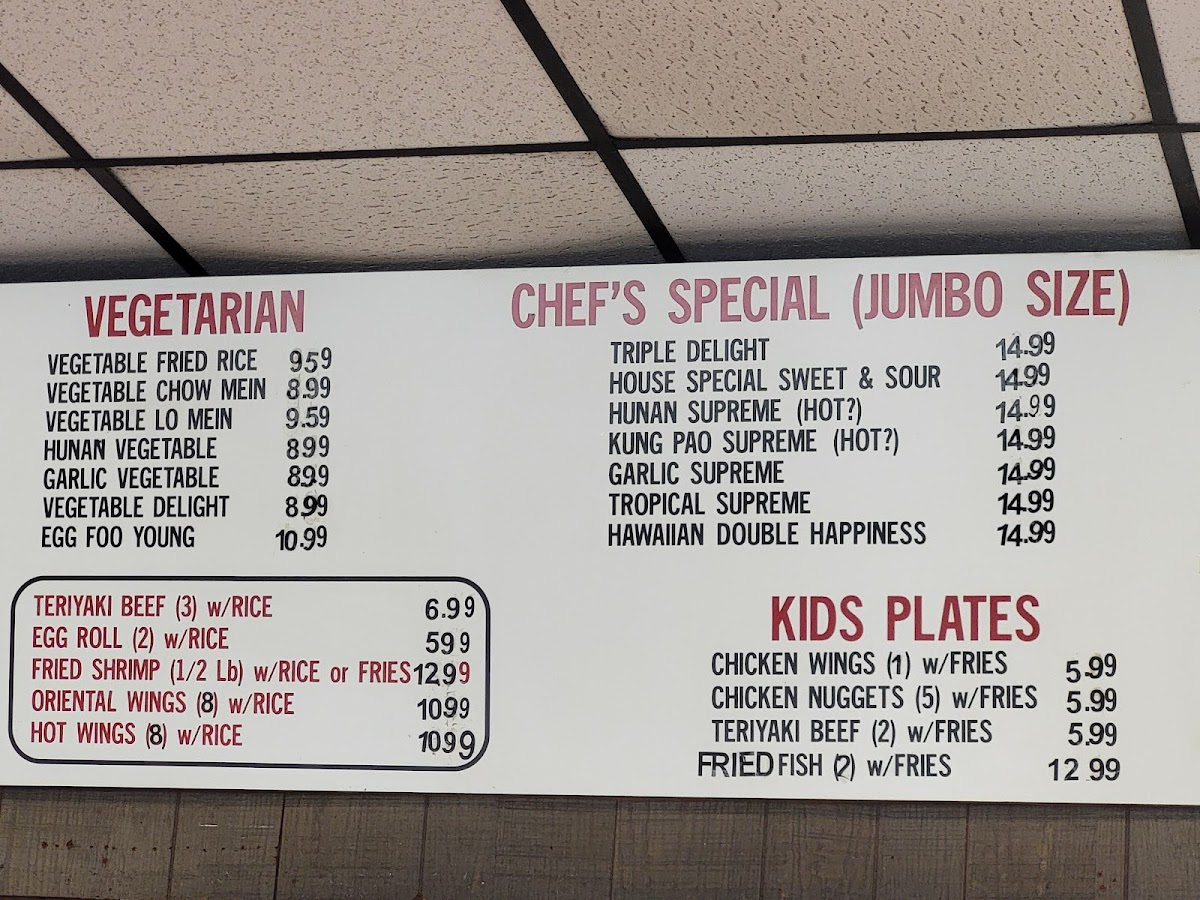 VEGETARIAN
VEGETABLE FRIED RICE 959
VEGETABLE CHOW MEIN 8.99
VEGETABLE LO MEIN 9.59
HUNAN VEGETABLE 899
GARLIC VEGETABLE 899
VEGETABLE DELIGHT 8.99
EGG FOO YOUNG 10.99
TERIYAKI BEEF (3) w/RICE 6.99
EGG ROLL (2) w/RICE 599
FRIED SHRIMP (1/2 Lb) w/RICE or FRIES 1299
ORIENTAL WINGS (8) w/RICE 1099
HOT WINGS (8) w/RICE 1099
CHEF'S SPECIAL (JUMBO SIZE)
TRIPLE DELIGHT 14.99
HOUSE SPECIAL SWEET & SOUR 14.99
HUNAN SUPREME (HOT?) 14.99
KUNG PAO SUPREME (HOT?) 14.99
GARLIC SUPREME 14.99
TROPICAL SUPREME 14.99
HAWAIIAN DOUBLE HAPPINESS 14.99
KIDS PLATES
CHICKEN WINGS (1) w/FRIES 5.99
CHICKEN NUGGETS (5) w/FRIES 5.99
TERIYAKI BEEF (2) w/FRIES 5.99
FRIED FISH (2) w/FRIES 12 99